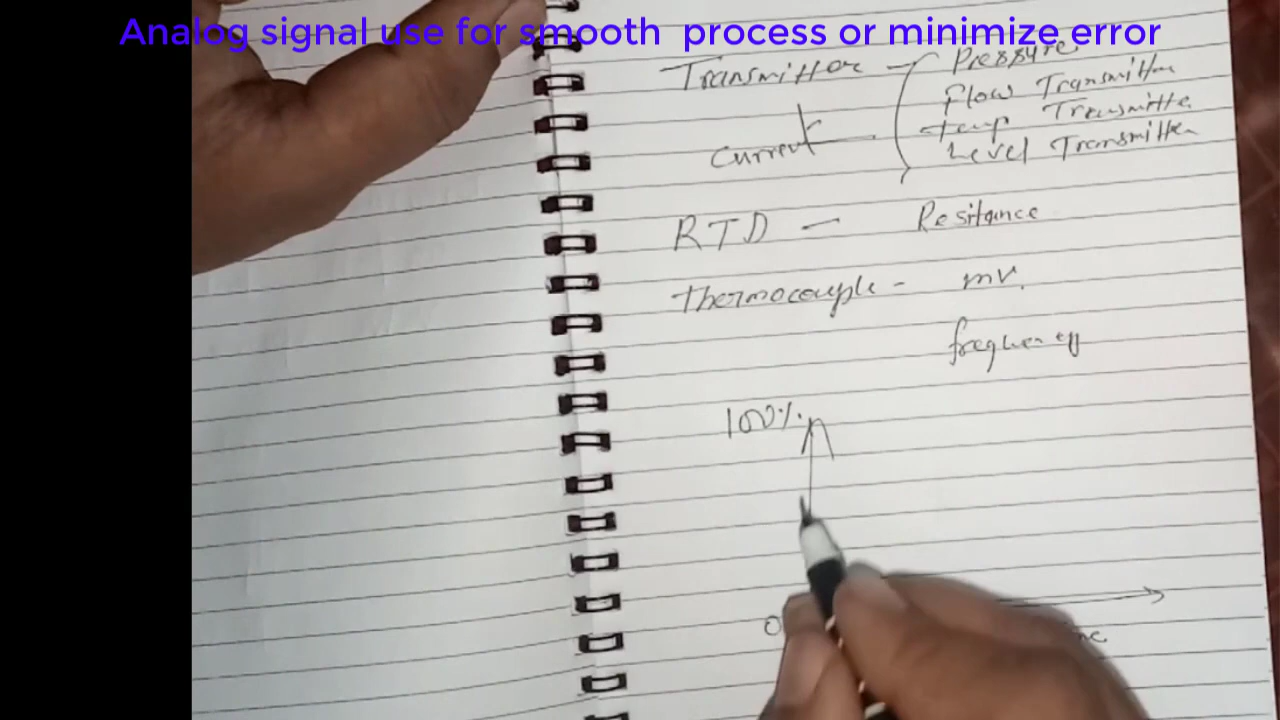 Analog signal use for smooth process or minimize error
Transmitter — Pressure
Flow Transmitter
temp Transmitte
Level Transmitter
Current
RTD — Resitance
thermocouple - mv.
frequency
100%
0